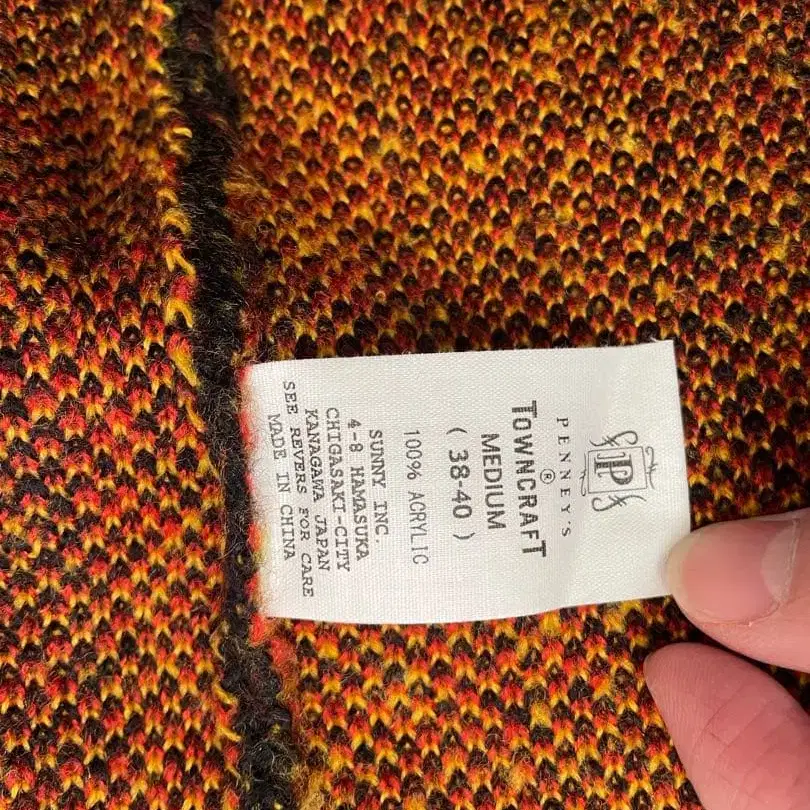 P
PENNEY'S
TOWNCRAFT
®
MEDIUM
( 38-40 )
100% ACRYLIC
SUNNY INC.
4-8 HAMASUKA
CHIGASAKI-CITY
KANAGAWA JAPAN
SEE REVERS FOR CARE
MADE IN CHINA